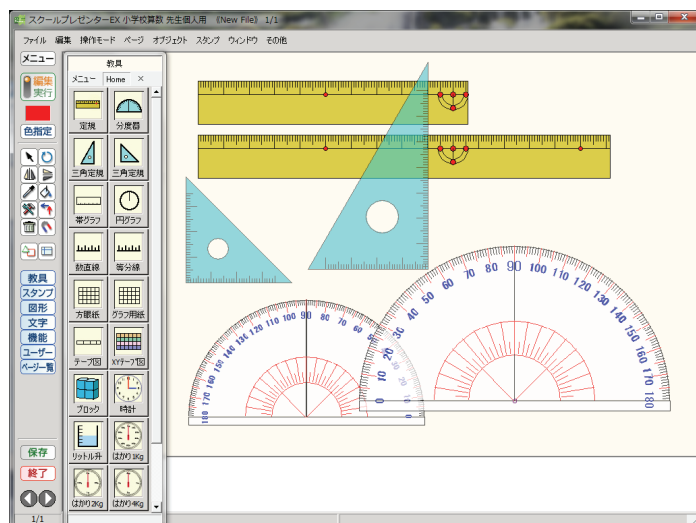 スクールプレゼンターEX 小学校算数 先生個人用 《New File》 1/1
ファイル 編集 操作モード ページ オブジェクト スタンプ ウィンドウ その他
メニュー
編集
実行
色指定
教具
スタンプ
図形
文字
機能
ユーザー
ページ一覧
保存
終了
1/1
教具
メニュー Home ×
定規 分度器
三角定規 三角定規
帯グラフ 円グラフ
数直線 等分線
方眼紙 グラフ用紙
テープ図 XYテープ図
ブロック 時計
リットル升 はかり1Kg
はかり2Kg はかり4Kg
180 170 160 150 140 130 120 110 100 90 80 70 60
0 10 20 30 40 50 60 70 80 90 100 110 120 130 140 150 160 170 180